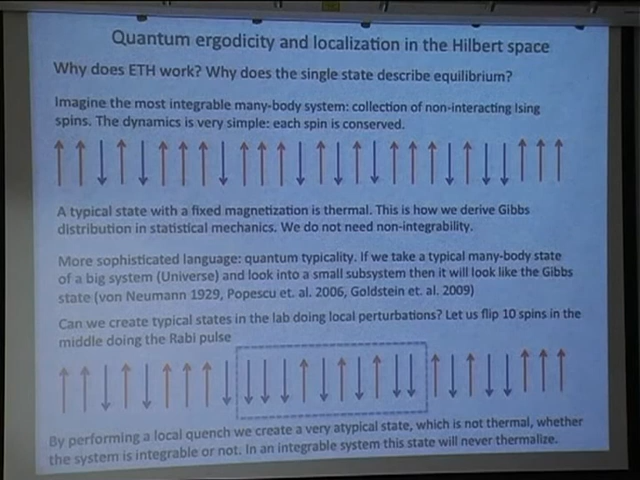 Quantum ergodicity and localization in the Hilbert space
Why does ETH work? Why does the single state describe equilibrium?
Imagine the most integrable many-body system: collection of non-interacting Ising
spins. The dynamics is very simple: each spin is conserved.
A typical state with a fixed magnetization is thermal. This is how we derive Gibbs
distribution in statistical mechanics. We do not need non-integrability.
More sophisticated language: quantum typicality. If we take a typical many-body state
of a big system (Universe) and look into a small subsystem then it will look like the Gibbs
state (von Neumann 1929, Popescu et. al. 2006, Goldstein et. al. 2009)
Can we create typical states in the lab doing local perturbations? Let us flip 10 spins in the
middle doing the Rabi pulse
By performing a local quench we create a very atypical state, which is not thermal, whether
the system is integrable or not. In an integrable system this state will never thermalize.